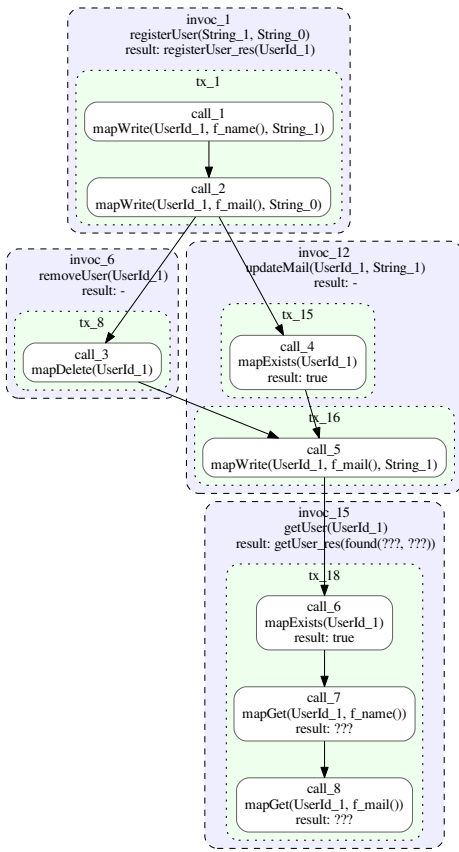 invoc_1
registerUser(String_1, String_0)
result: registerUser_res(UserId_1)
tx_1
call_1
mapWrite(UserId_1, f_name(), String_1)
call_2
mapWrite(UserId_1, f_mail(), String_0)
invoc_6
removeUser(UserId_1)
result: -
tx_8
call_3
mapDelete(UserId_1)
invoc_12
updateMail(UserId_1, String_1)
result: -
tx_15
call_4
mapExists(UserId_1)
result: true
tx_16
call_5
mapWrite(UserId_1, f_mail(), String_1)
invoc_15
getUser(UserId_1)
result: getUser_res(found(???, ???))
tx_18
call_6
mapExists(UserId_1)
result: true
call_7
mapGet(UserId_1, f_name())
result: ???
call_8
mapGet(UserId_1, f_mail())
result: ???